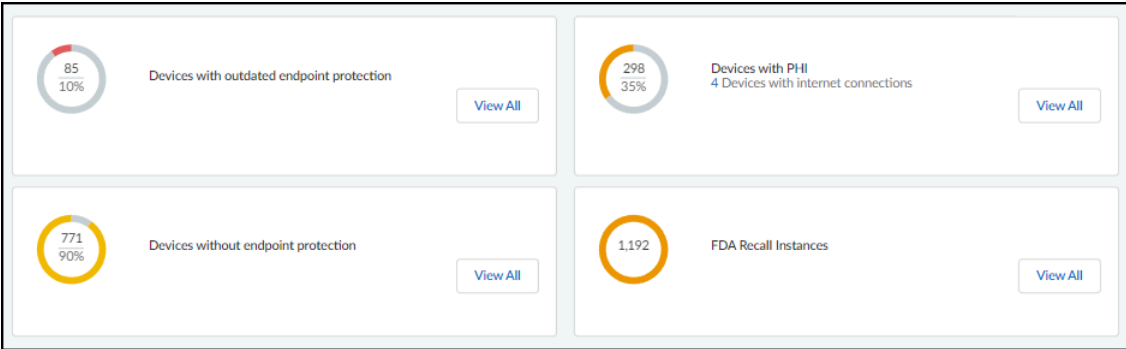 85
10%
Devices with outdated endpoint protection
View All
298
35%
Devices with PHI
4 Devices with internet connections
View All
771
90%
Devices without endpoint protection
View All
1,192
FDA Recall Instances
View All